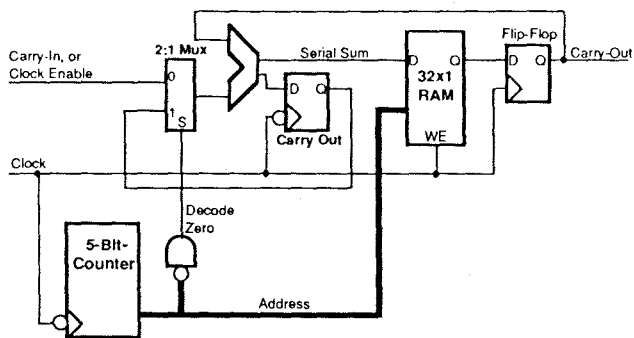 Carry-In, or
Clock Enable
2:1 Mux
0
1
S
Serial Sum
D Q
Carry Out
D Q
32x1
RAM
WE
Flip-Flop
D Q
Carry-Out
Clock
Decode
Zero
5-Bit-
Counter
Address